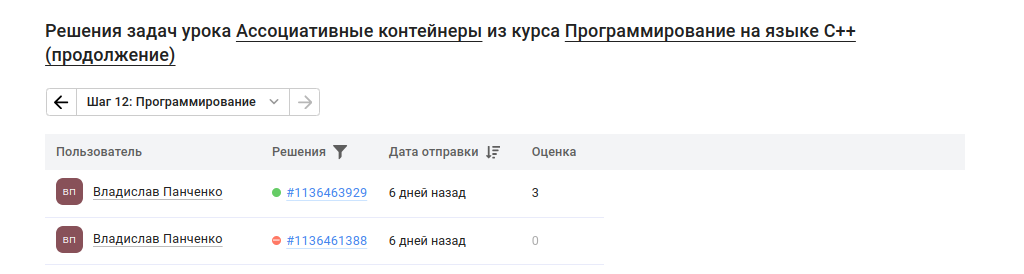 Решения задач урока Ассоциативные контейнеры из курса Программирование на языке C++
(продолжение)
Шаг 12: Программирование
Пользователь Решения Дата отправки Оценка
ВП Владислав Панченко #1136463929 6 дней назад 3
ВП Владислав Панченко #1136461388 6 дней назад 0